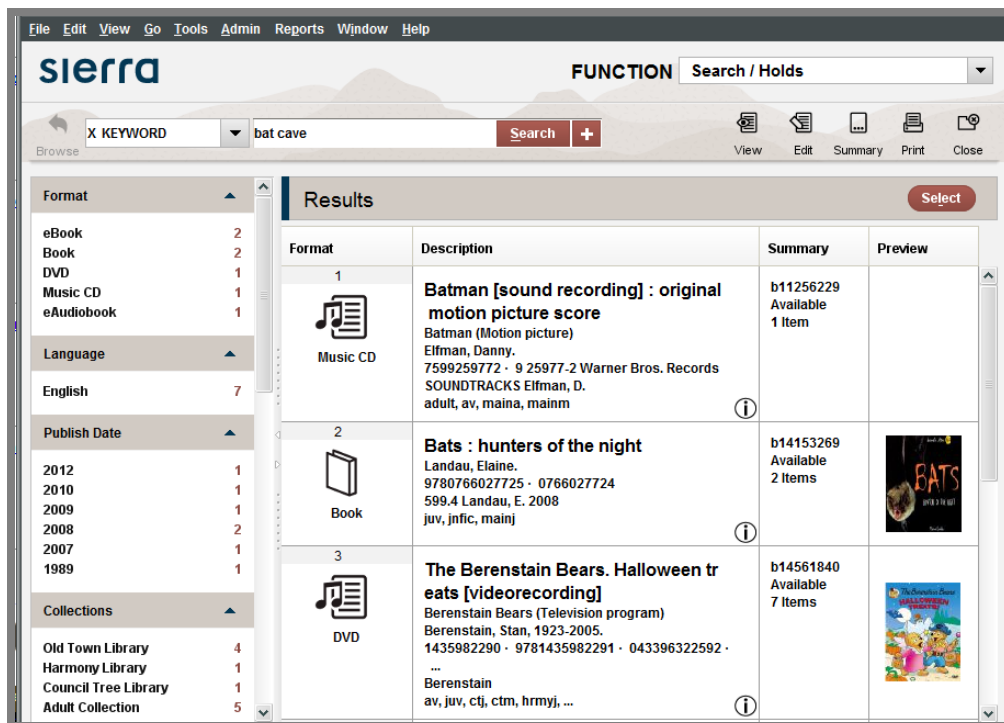 File Edit View Go Tools Admin Reports Window Help
sierra
FUNCTION Search / Holds
Browse X KEYWORD bat cave Search +
View Edit Summary Print Close
Format
eBook 2
Book 2
DVD 1
Music CD 1
eAudiobook 1
Language
English 7
Publish Date
2012 1
2010 1
2009 1
2008 2
2007 1
1989 1
Collections
Old Town Library 4
Harmony Library 1
Council Tree Library 1
Adult Collection 5
Results Select
Format Description Summary Preview
1
Music CD
Batman [sound recording] : original
motion picture score
Batman (Motion picture)
Elfman, Danny.
7599259772 · 9 25977-2 Warner Bros. Records
SOUNDTRACKS Elfman, D.
adult, av, maina, mainm
b11256229
Available
1 Item
2
Book
Bats : hunters of the night
Landau, Elaine.
9780766027725 · 0766027724
599.4 Landau, E. 2008
juv, jnfic, mainj
b14153269
Available
2 Items
BATS
3
DVD
The Berenstain Bears. Halloween tr
eats [videorecording]
Berenstain Bears (Television program)
Berenstain, Stan, 1923-2005.
1435982290 · 9781435982291 · 043396322592 ·
...
Berenstain
av, juv, ctj, ctm, hrmyj, ...
b14561840
Available
7 Items
The Berenstain Bears
HALLOWEEN
TREATS